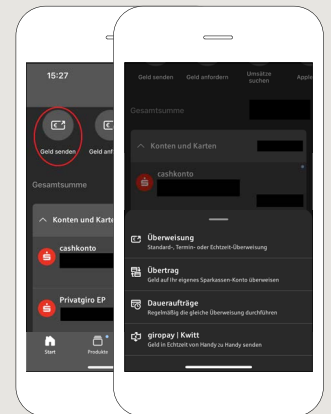 15:27
Geld senden
Geld anf
Gesamtsumme
Konten und Karte
cashkonto
Privatgiro EP
Start
Produkte
Geld senden
Geld anfordern
Umsätze
suchen
Apple
Gesamtsumme
Konten und Karten
cashkonto
Überweisung
Standard-, Termin- oder Echtzeit-Überweisung
Übertrag
Geld auf Ihr eigenes Sparkassen-Konto überweisen
Daueraufträge
Regelmäßig die gleiche Überweisung durchführen
giropay | Kwitt
Geld in Echtzeit von Handy zu Handy senden